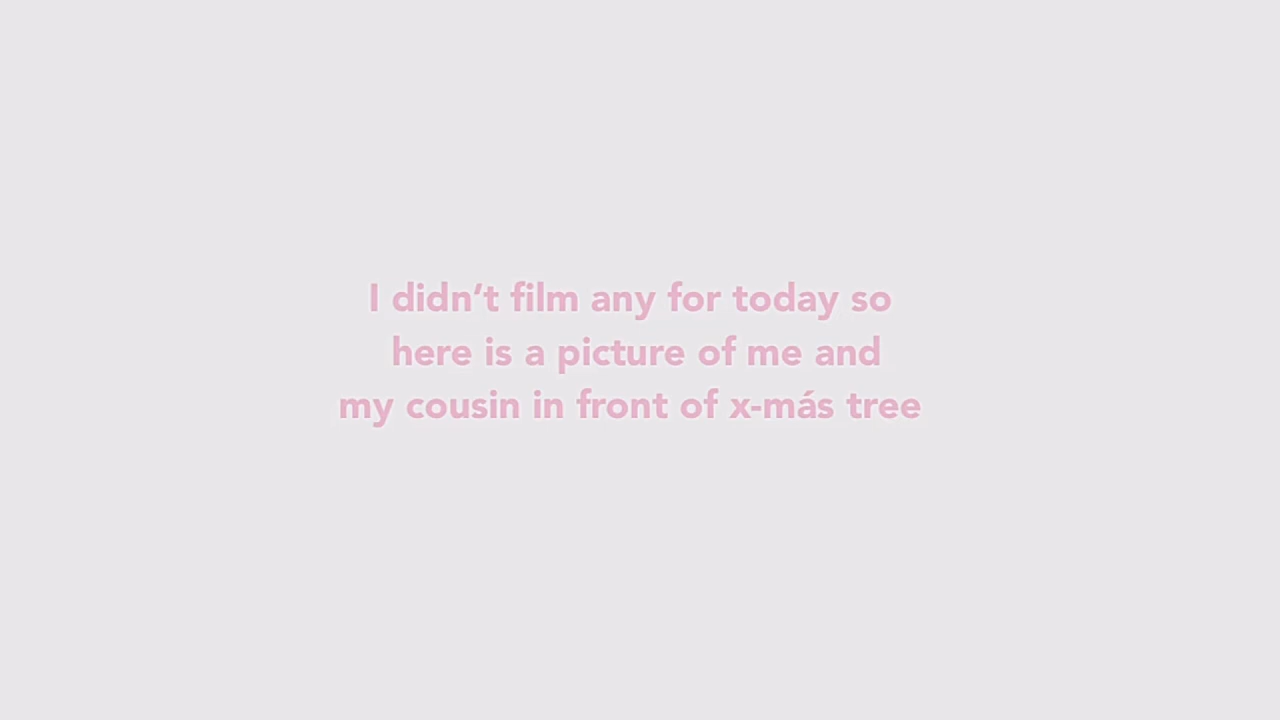 I didn’t film any for today so
here is a picture of me and
my cousin in front of x-más tree